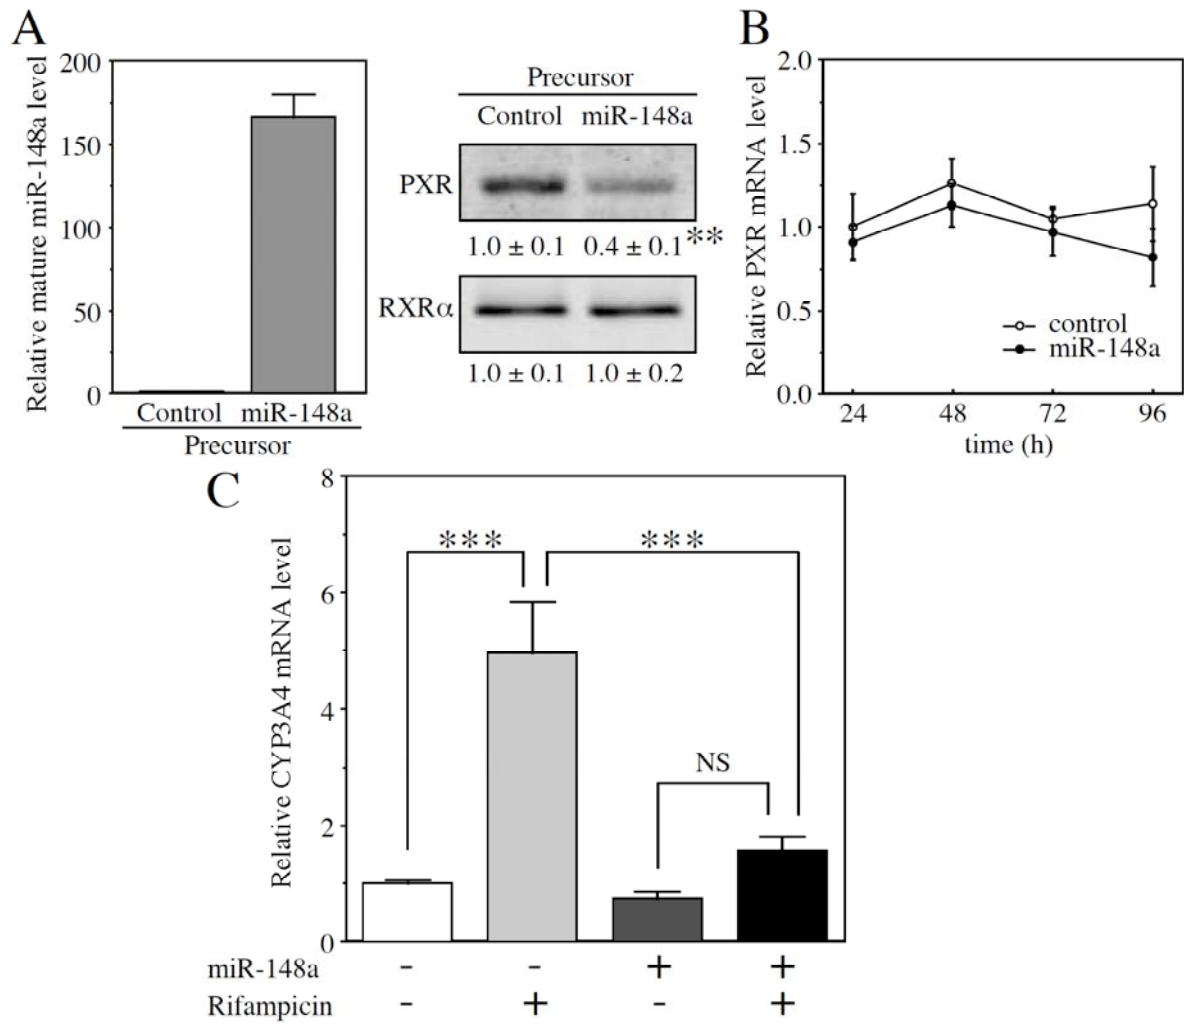 A
Relative mature miR-148a level
200
150
100
50
0
Control miR-148a
Precursor
Precursor
Control miR-148a
PXR
1.0 ± 0.1 0.4 ± 0.1**
RXRα
1.0 ± 0.1 1.0 ± 0.2
B
Relative PXR mRNA level
2.0
1.5
1.0
0.5
0.0
control
miR-148a
24 48 72 96
time (h)
C
Relative CYP3A4 mRNA level
8
6
4
2
0
*** ***
NS
miR-148a - - + +
Rifampicin - + - +